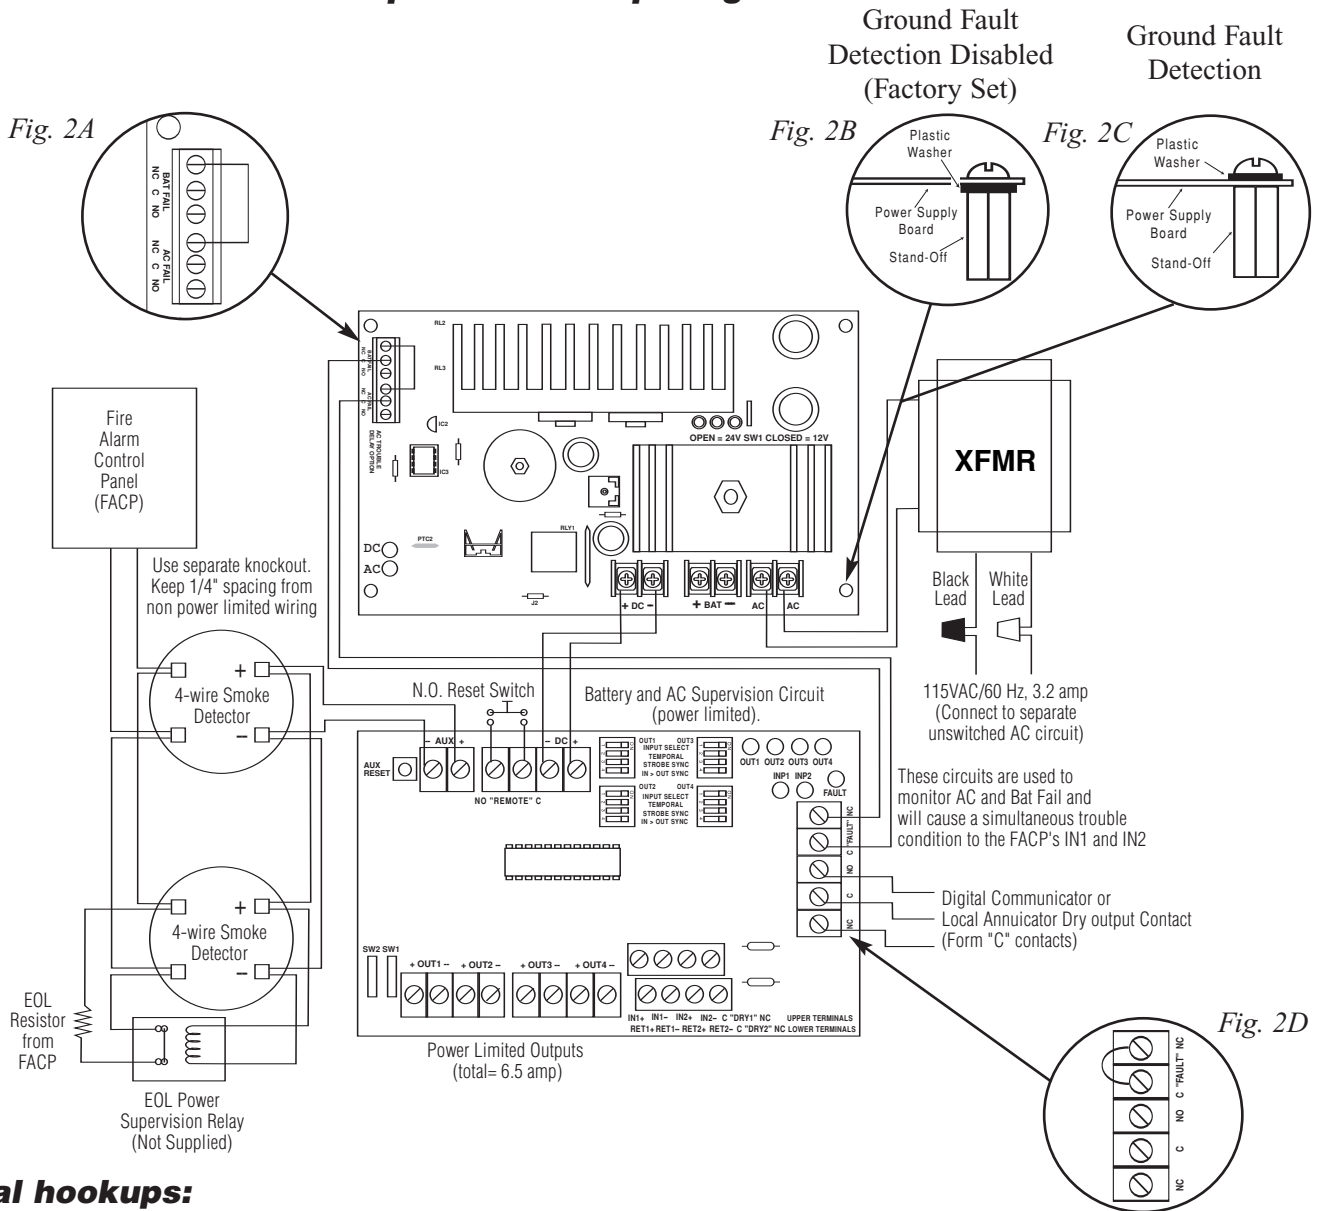 Ground Fault
Detection Disabled
(Factory Set)
Ground Fault
Detection
Fig. 2A
BAT FAIL
NC C NO
AC FAIL
NC C NO
Fig. 2B
Plastic
Washer
Power Supply
Board
Stand-Off
Fig. 2C
Plastic
Washer
Power Supply
Board
Stand-Off
RL2
RL3
BAT FAIL
NC C NO
AC FAIL
NC C NO
AC TROUBLE
DELAY OPTION
IC2
IC3
OPEN = 24V SW1 CLOSED = 12V
RLY1
PTC2
DC
AC
J2
+ DC −
+ BAT −
AC AC
XFMR
Black
Lead
White
Lead
115VAC/60 Hz, 3.2 amp
(Connect to separate
unswitched AC circuit)
Fire
Alarm
Control
Panel
(FACP)
Use separate knockout.
Keep 1/4" spacing from
non power limited wiring
+
4-wire Smoke
Detector
−
+
4-wire Smoke
Detector
−
EOL
Resistor
from
FACP
EOL Power
Supervision Relay
(Not Supplied)
N.O. Reset Switch
Battery and AC Supervision Circuit
(power limited).
AUX
RESET
− AUX +
− DC +
NO "REMOTE" C
OUT1 OUT3
INPUT SELECT
TEMPORAL
STROBE SYNC
IN > OUT SYNC
OUT2 OUT4
INPUT SELECT
TEMPORAL
STROBE SYNC
IN > OUT SYNC
OUT1 OUT2 OUT3 OUT4
INP1 INP2
FAULT
C "FAULT" NC
NO
C
NC
These circuits are used to
monitor AC and Bat Fail and
will cause a simultaneous trouble
condition to the FACP's IN1 and IN2
Digital Communicator or
Local Annuicator Dry output Contact
(Form "C" contacts)
SW2 SW1
+ OUT1 − + OUT2 − + OUT3 − + OUT4 −
IN1+ IN1− IN2+ IN2− C "DRY1" NC UPPER TERMINALS
RET1+ RET1− RET2+ RET2− C "DRY2" NC LOWER TERMINALS
Power Limited Outputs
(total= 6.5 amp)
Fig. 2D
C "FAULT" NC
NO
C
NC
al hookups: